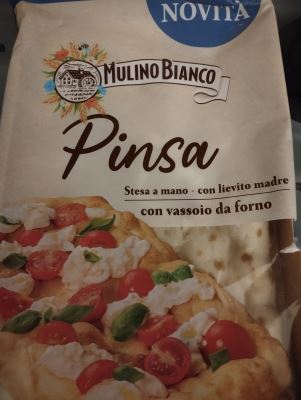 NOVITÀ
MULINO BIANCO
Pinsa
Stesa a mano - con lievito madre
con vassoio da forno